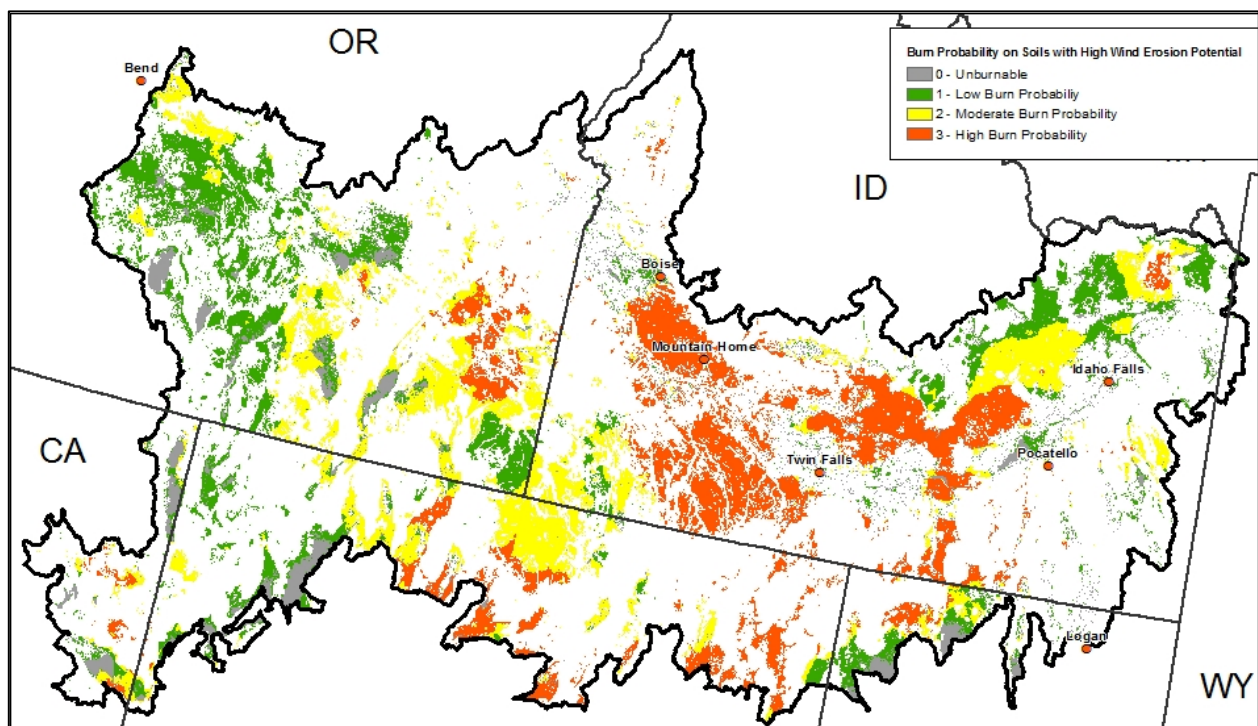 OR
Bend
Burn Probability on Soils with High Wind Erosion Potential
0 - Unburnable
1 - Low Burn Probabiliy
2 - Moderate Burn Probability
3 - High Burn Probability
ID
Boise
Mountain Home
Idaho Falls
CA
Twin Falls
Pocatello
Logan
WY